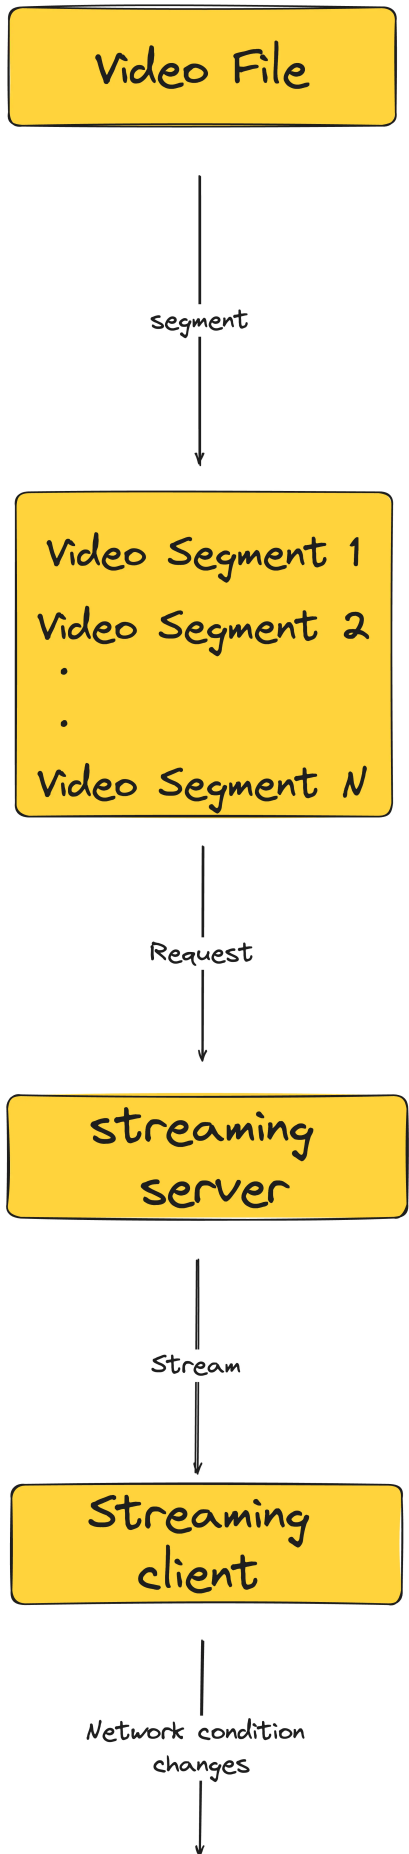 Video File
segment
Video Segment 1
Video Segment 2
.
.
Video Segment N
Request
streaming
server
Stream
Streaming
client
Network condition
changes